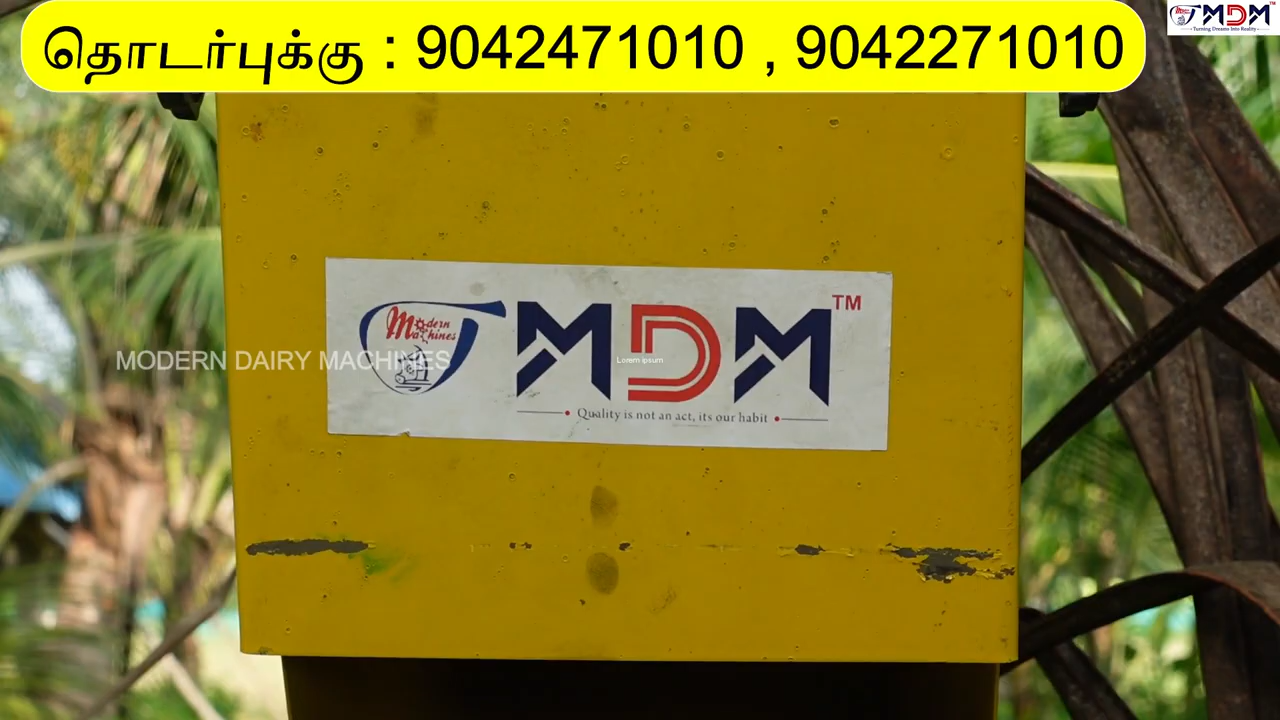 தொடர்புக்கு : 9042471010 , 9042271010
MDM TM
Turning Dreams Into Reality
Modern
Machines
MDM TM
MODERN DAIRY MACHINES
Lorem ipsum
Quality is not an act, its our habit